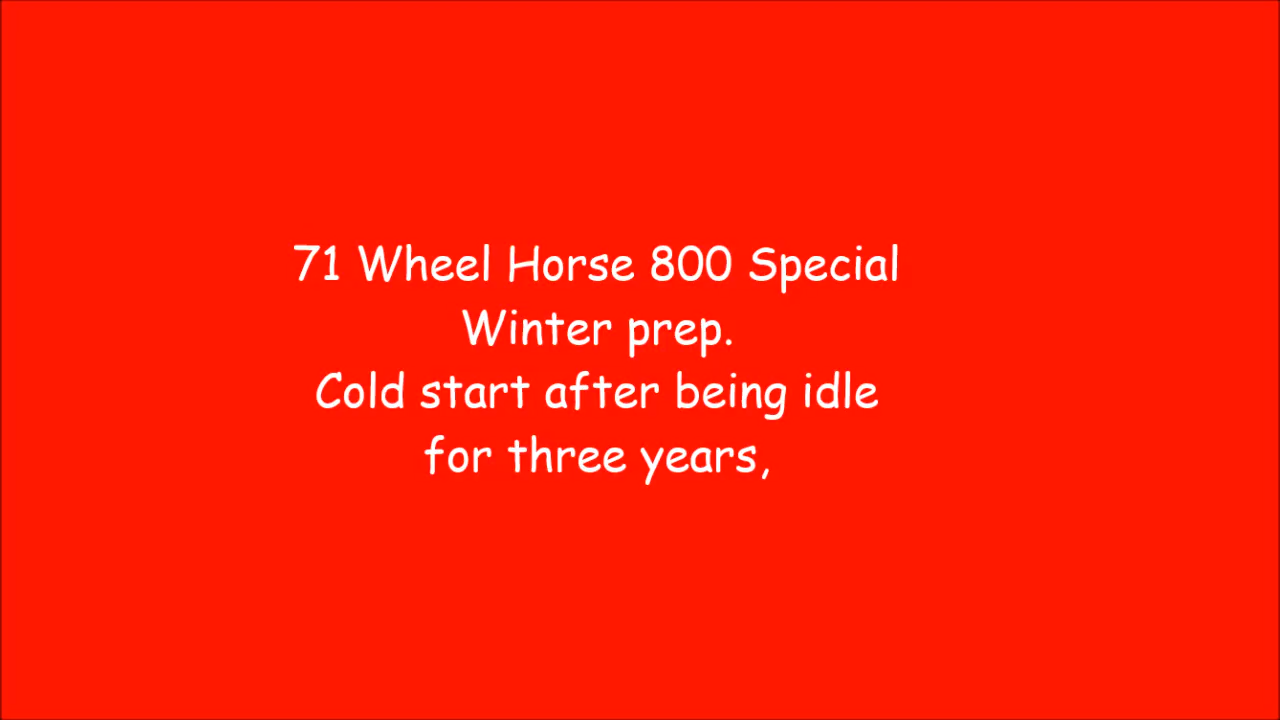 71 Wheel Horse 800 Special
Winter prep.
Cold start after being idle
for three years,